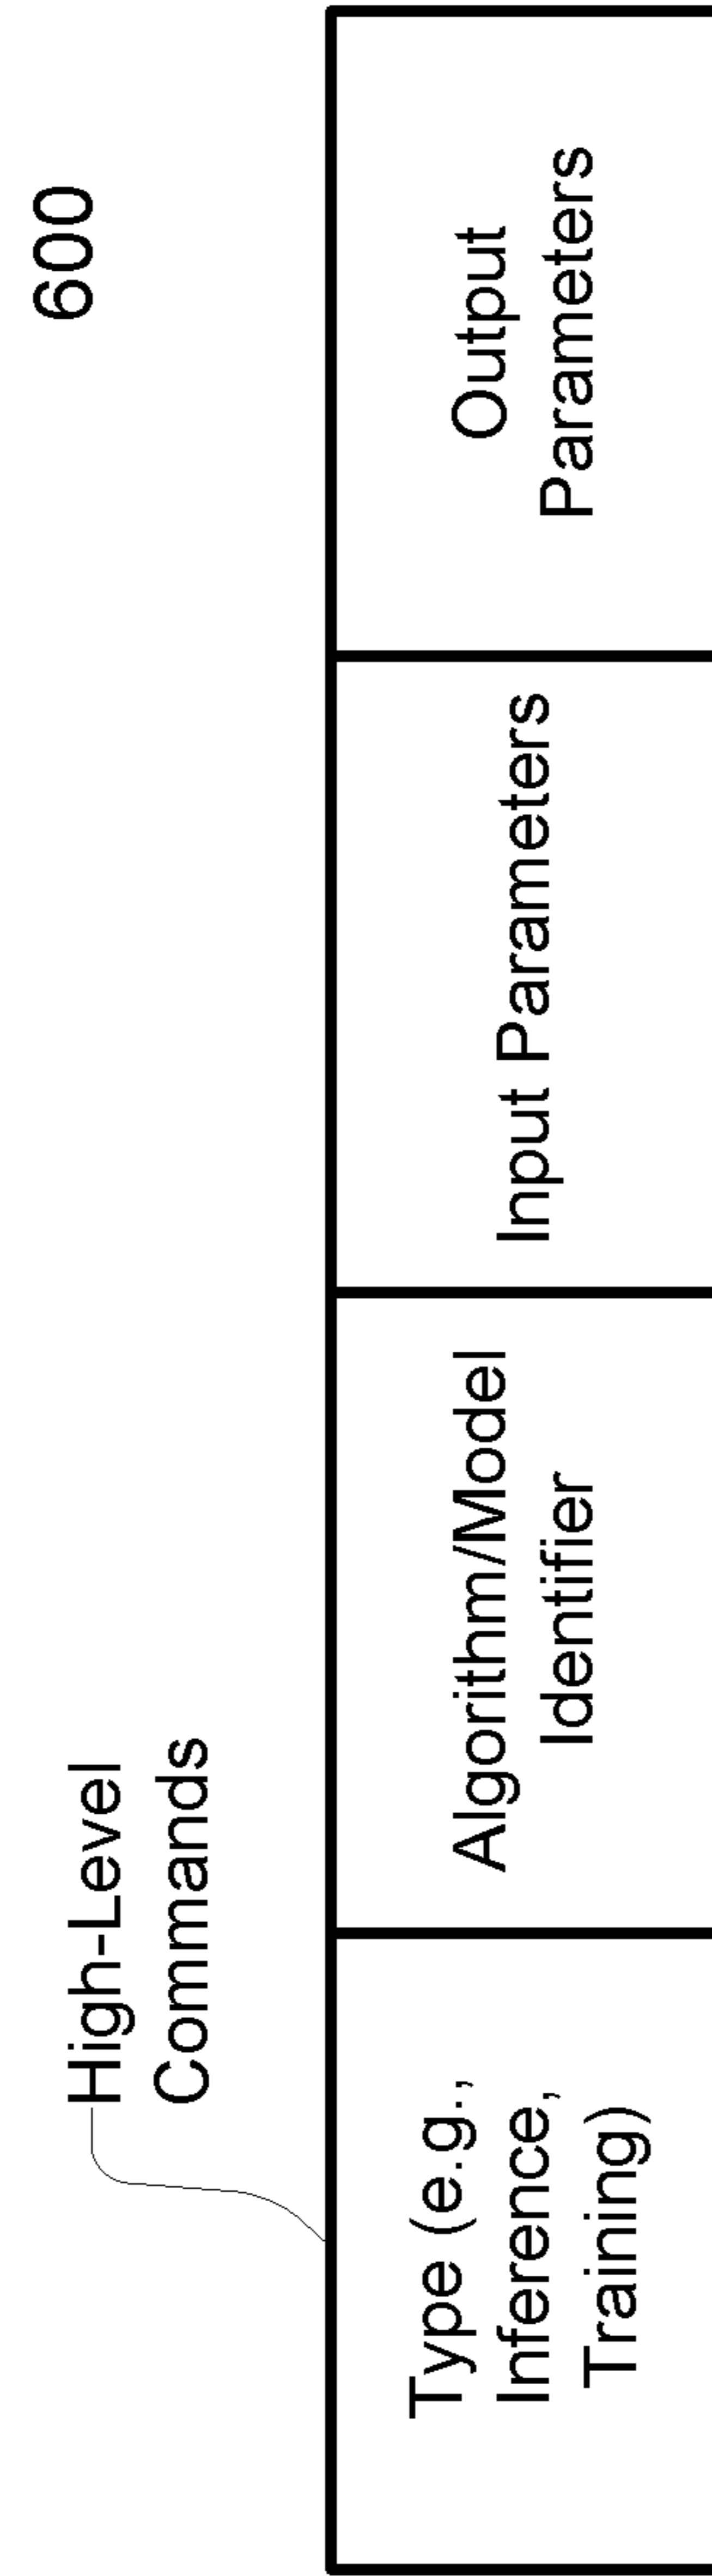 600
High-Level
Commands
Type (e.g.,
Inference,
Training)
Algorithm/Model
Identifier
Input Parameters
Output
Parameters